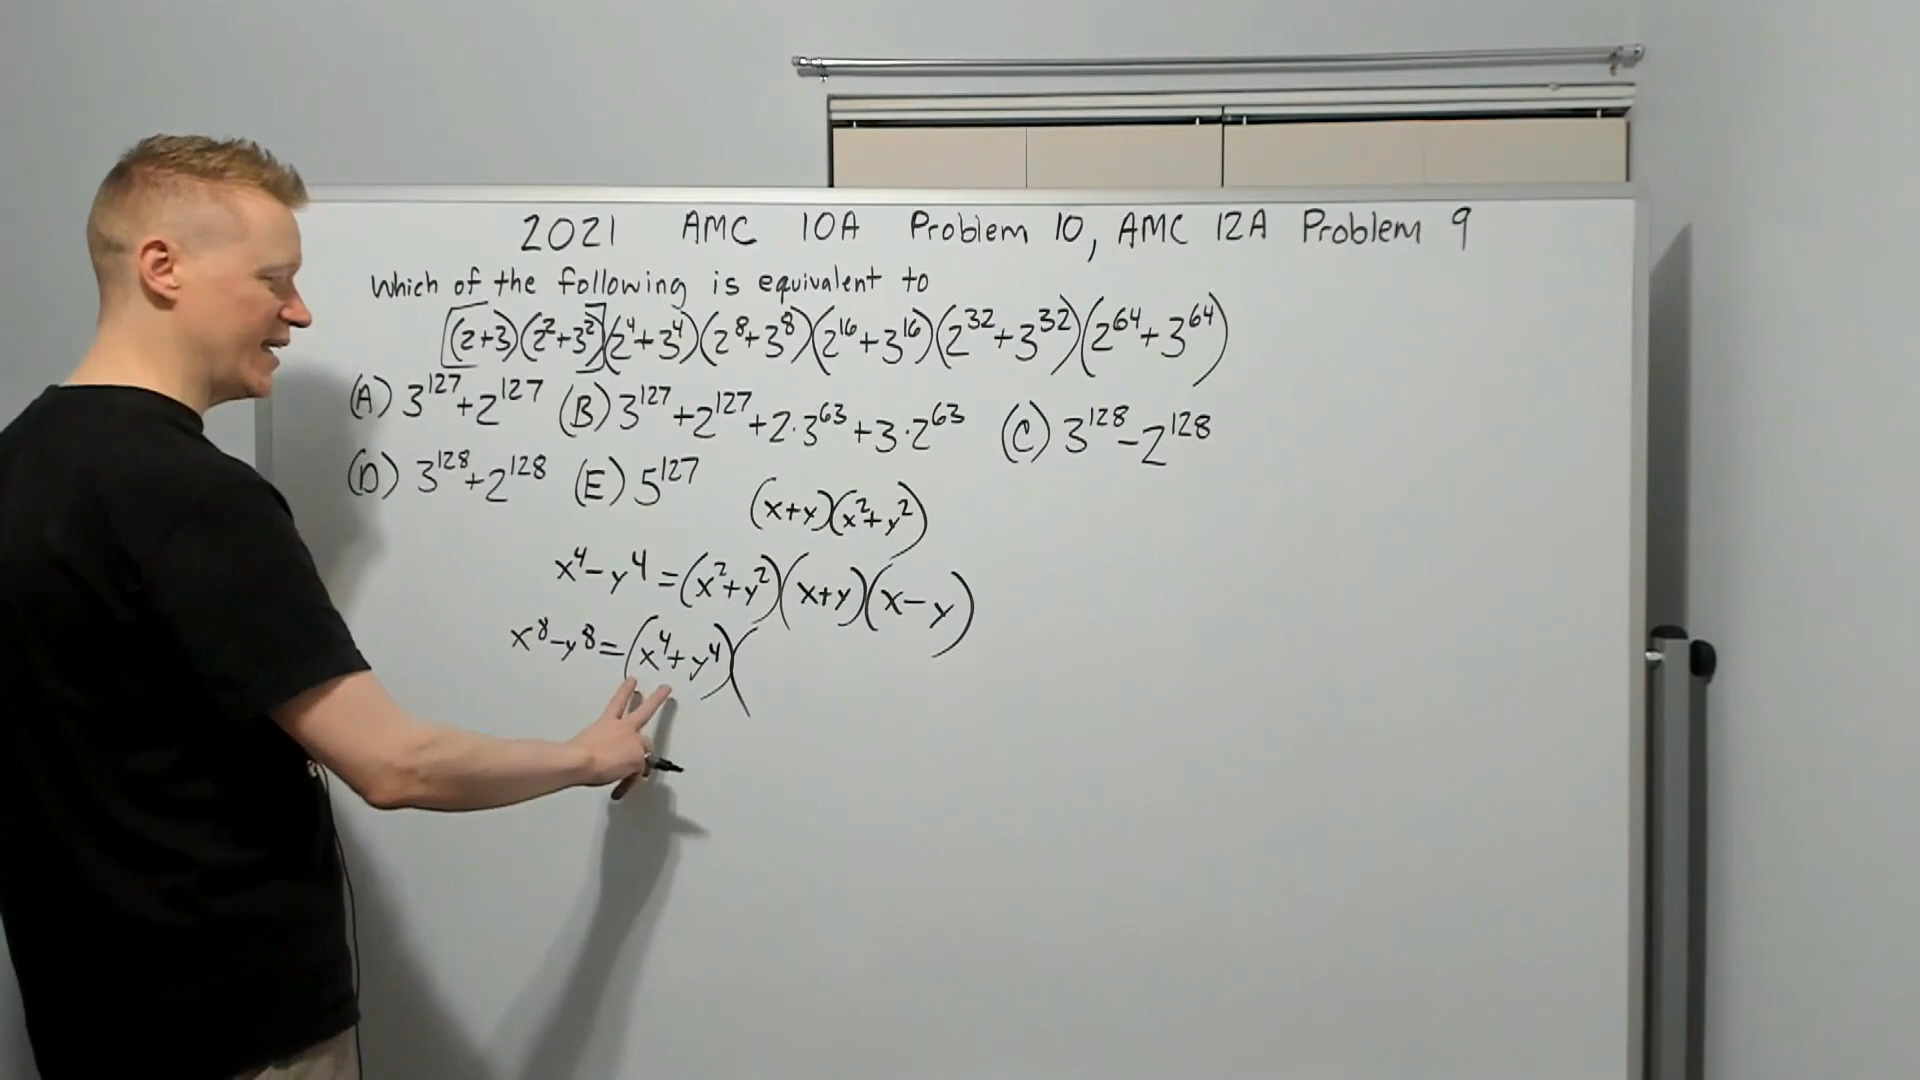 2021 AMC 10A Problem 10, AMC 12A Problem 9
Which of the following is equivalent to
[(2+3)(2²+3²)](2⁴+3⁴)(2⁸+3⁸)(2¹⁶+3¹⁶)(2³²+3³²)(2⁶⁴+3⁶⁴)
(A) 3¹²⁷+2¹²⁷ (B) 3¹²⁷+2¹²⁷+2·3⁶³+3·2⁶³ (C) 3¹²⁸-2¹²⁸
(D) 3¹²⁸+2¹²⁸ (E) 5¹²⁷
(x+y)(x²+y²)
x⁴-y⁴=(x²+y²)(x+y)(x-y)
x⁸-y⁸=(x⁴+y⁴)(